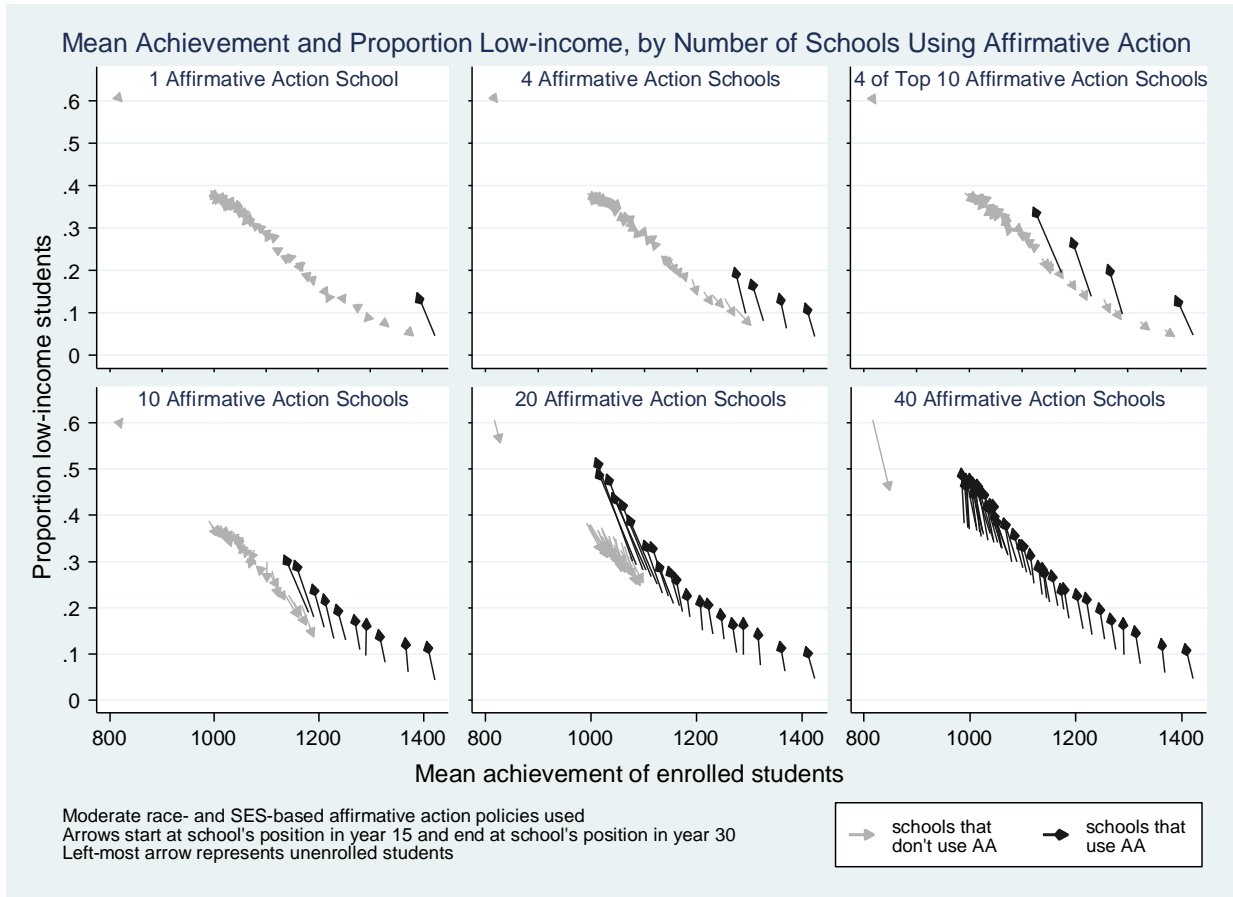 Mean Achievement and Proportion Low-income, by Number of Schools Using Affirmative Action
1 Affirmative Action School
4 Affirmative Action Schools
4 of Top 10 Affirmative Action Schools
.6
.5
.4
.3
.2
.1
0
10 Affirmative Action Schools
20 Affirmative Action Schools
40 Affirmative Action Schools
.6
.5
.4
.3
.2
.1
0
Proportion low-income students
800 1000 1200 1400
800 1000 1200 1400
800 1000 1200 1400
Mean achievement of enrolled students
Moderate race- and SES-based affirmative action policies used
Arrows start at school's position in year 15 and end at school's position in year 30
Left-most arrow represents unenrolled students
schools that
don't use AA
schools that
use AA